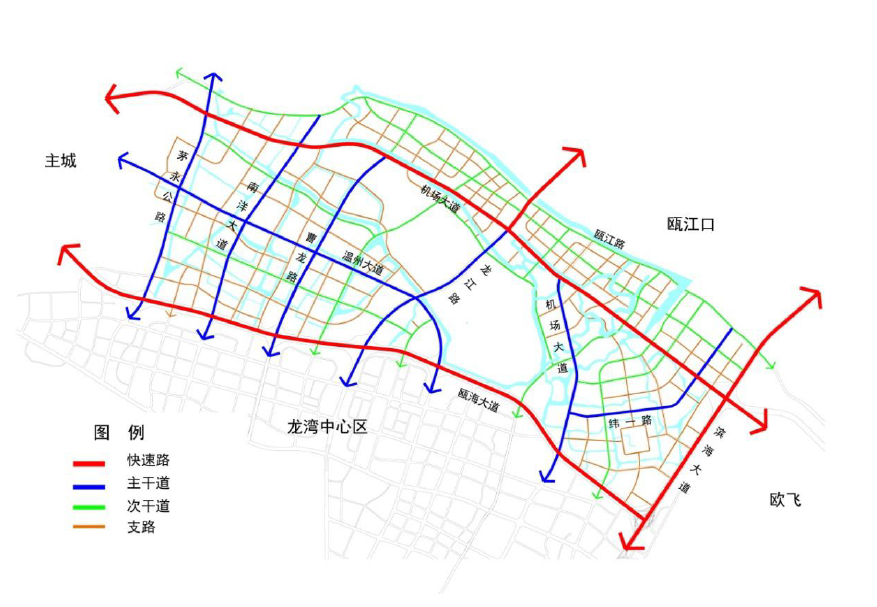 主城
茅永公路
南洋大道
曹龙路
温州大道
机场大道
龙江路
瓯江路
瓯江口
机场大道
瓯海大道
纬一路
滨海大道
龙湾中心区
欧飞
图 例
快速路
主干道
次干道
支路